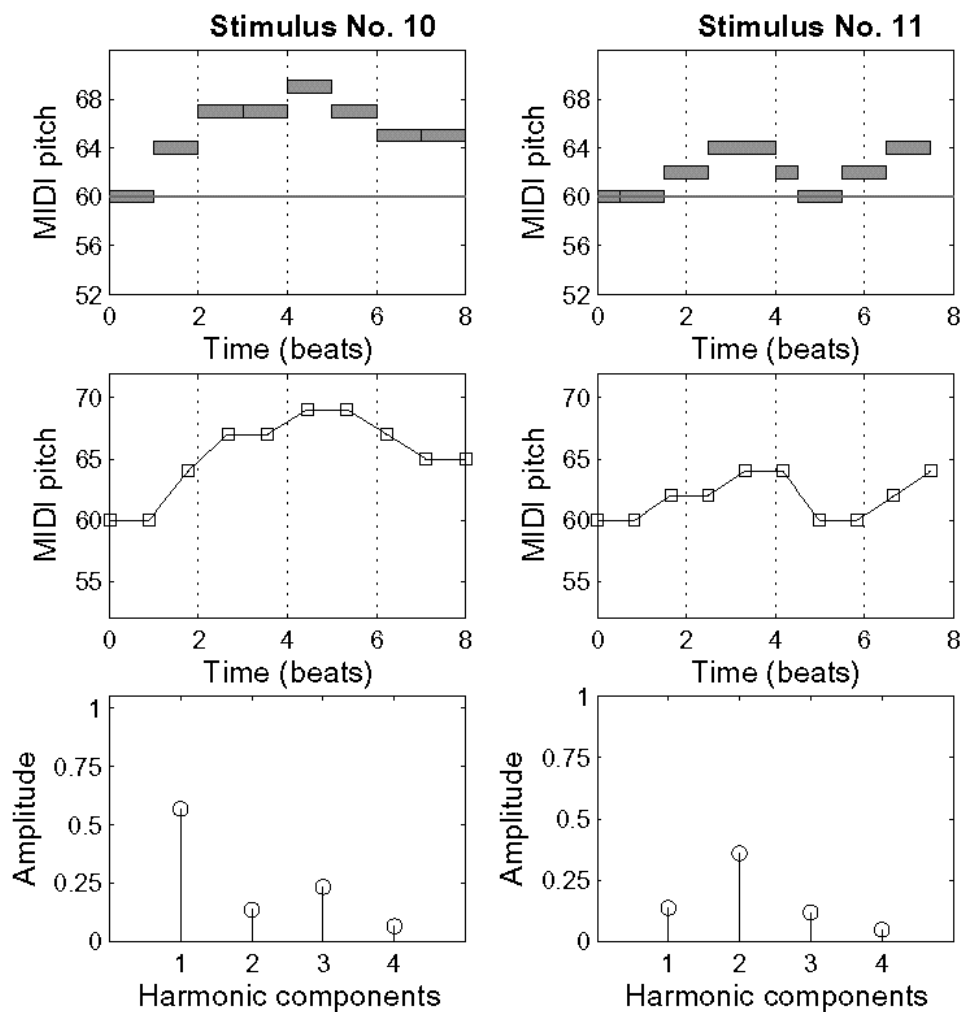 Stimulus No. 10
MIDI pitch
68
64
60
56
52
0 2 4 6 8
Time (beats)
MIDI pitch
70
65
60
55
0 2 4 6 8
Time (beats)
Amplitude
1
0.75
0.5
0.25
0
1 2 3 4
Harmonic components
Stimulus No. 11
MIDI pitch
68
64
60
56
52
0 2 4 6 8
Time (beats)
MIDI pitch
70
65
60
55
0 2 4 6 8
Time (beats)
Amplitude
1
0.75
0.5
0.25
0
1 2 3 4
Harmonic components